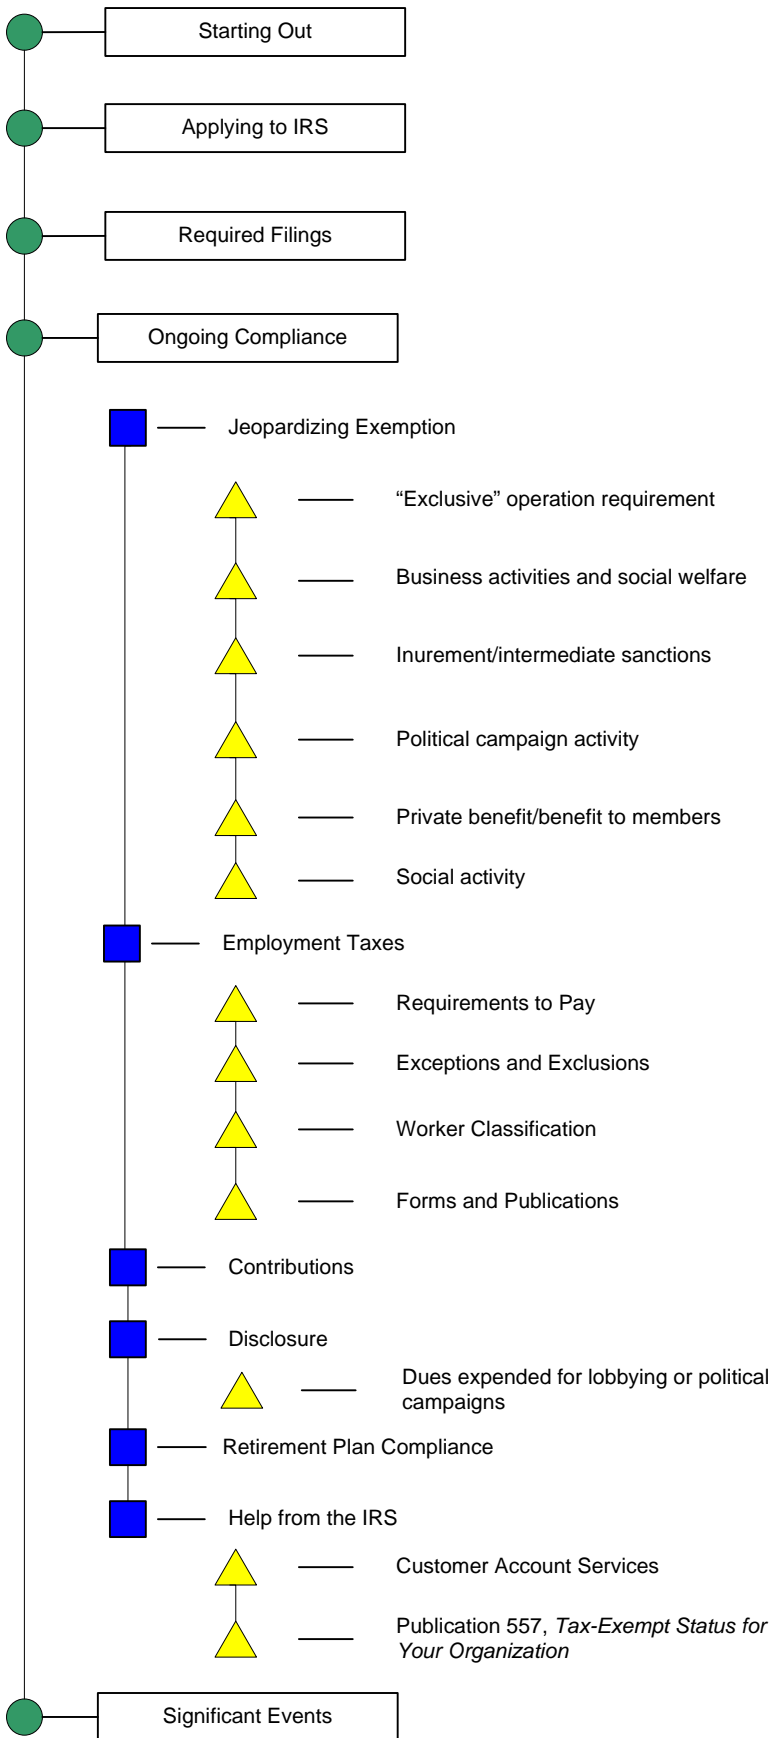 Starting Out
Applying to IRS
Required Filings
Ongoing Compliance
Jeopardizing Exemption
“Exclusive” operation requirement
Business activities and social welfare
Inurement/intermediate sanctions
Political campaign activity
Private benefit/benefit to members
Social activity
Employment Taxes
Requirements to Pay
Exceptions and Exclusions
Worker Classification
Forms and Publications
Contributions
Disclosure
Dues expended for lobbying or political
campaigns
Retirement Plan Compliance
Help from the IRS
Customer Account Services
Publication 557, Tax-Exempt Status for
Your Organization
Significant Events